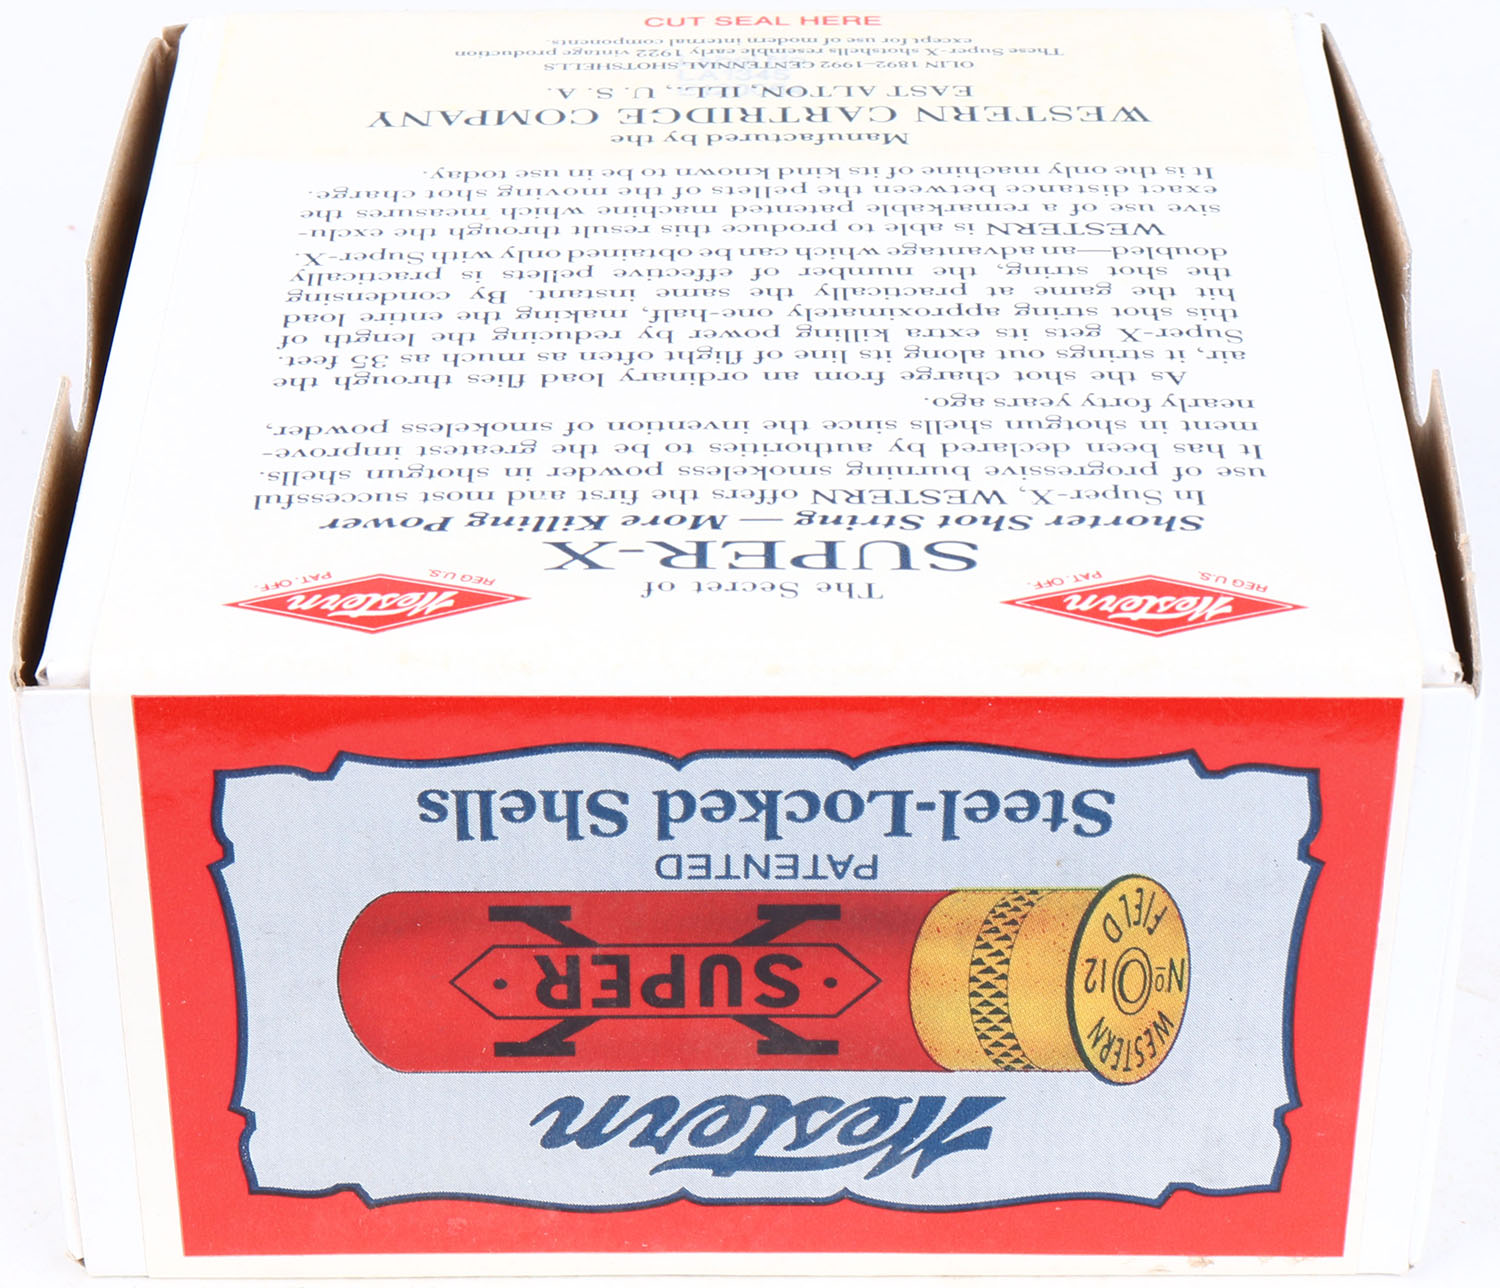 Western
WESTERN
No 12
FIELD
SUPER X
PATENTED
Steel-Locked Shells
Western
REG U.S. PAT. OFF.
Western
REG U.S. PAT. OFF.
The Secret of
SUPER-X
Shorter Shot String — More Killing Power
In Super-X, WESTERN offers the first and most successful
use of progressive burning smokeless powder in shotgun shells.
It has been declared by authorities to be the greatest improve-
ment in shotgun shells since the invention of smokeless powder,
nearly forty years ago.
As the shot charge from an ordinary load flies through the
air, it strings out along its line of flight often as much as 35 feet.
Super-X gets its extra killing power by reducing the length of
this shot string approximately one-half, making the entire load
hit the game at practically the same instant. By condensing
the shot string, the number of effective pellets is practically
doubled—an advantage which can be obtained only with Super-X.
WESTERN is able to produce this result through the exclu-
sive use of a remarkable patented machine which measures the
exact distance between the pellets of the moving shot charge.
It is the only machine of its kind known to be in use today.
Manufactured by the
WESTERN CARTRIDGE COMPANY
EAST ALTON, ILL., U. S. A.
OLIN 1892-1992 CENTENNIAL SHOTSHELLS
These Super-X shotshells resemble early 1922 vintage production
except for use of modern internal components.
CUT SEAL HERE